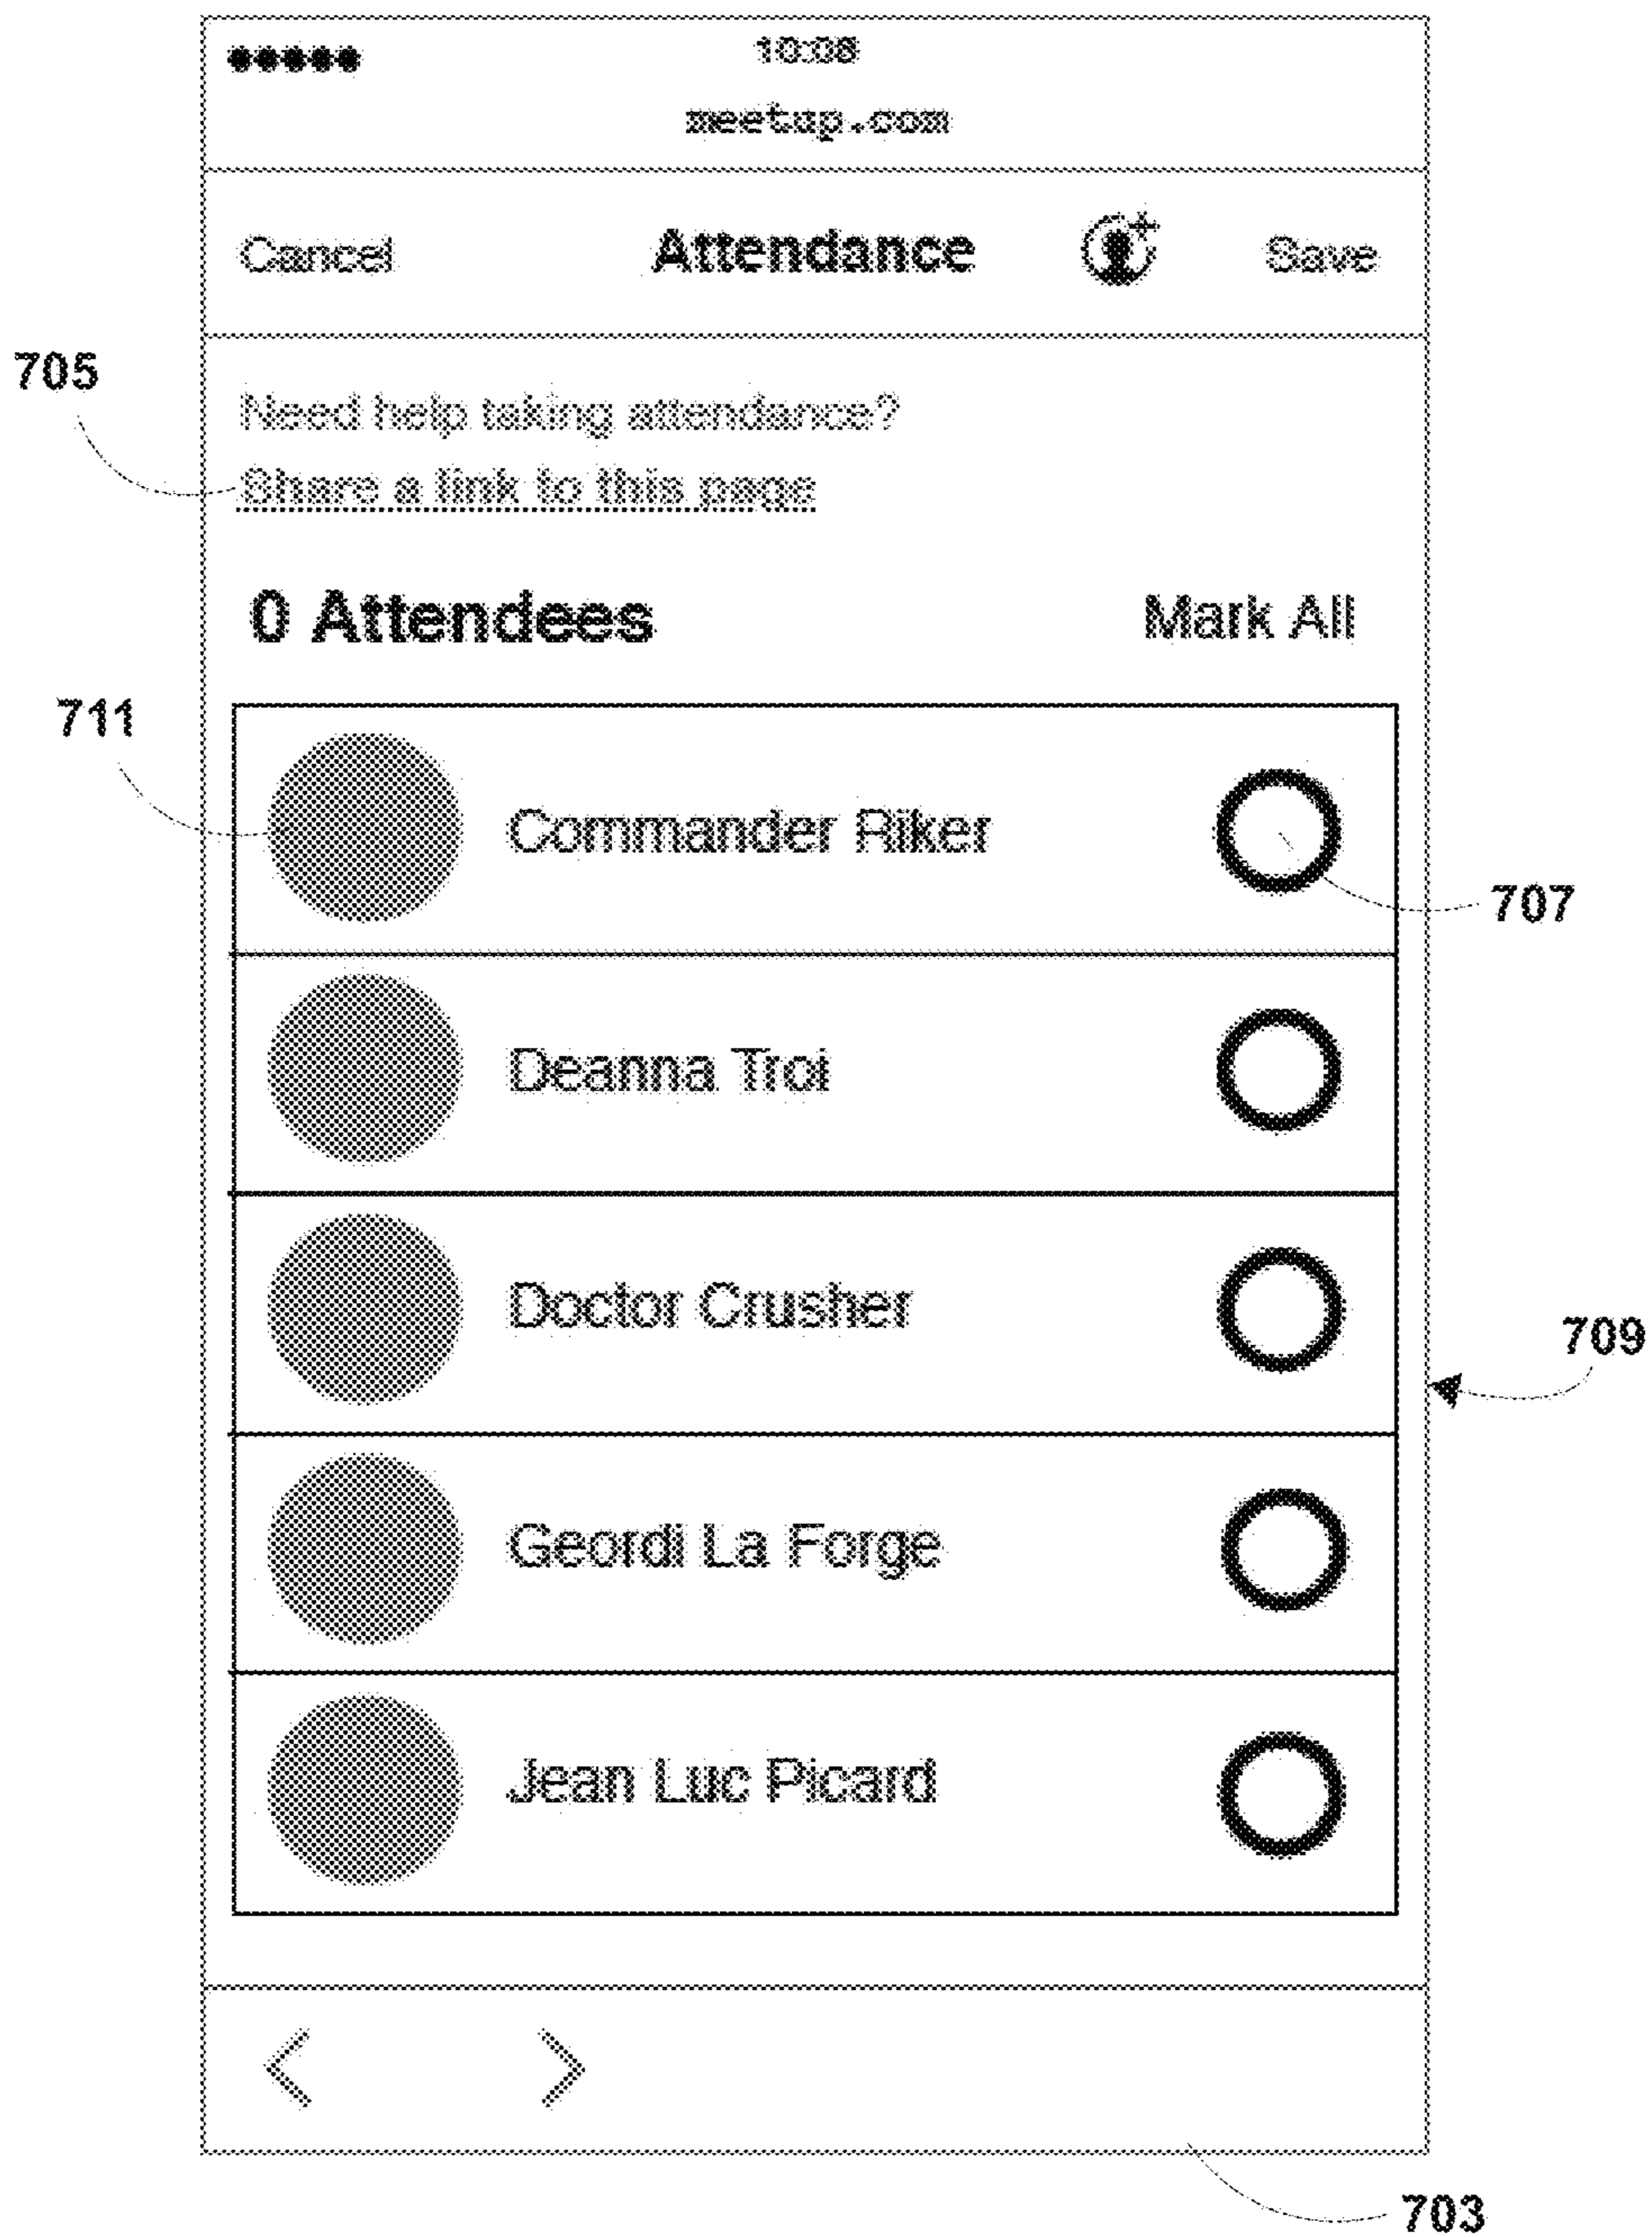 10:08
meetup.com
Cancel Attendance Save
705
Need help taking attendance?
Share a link to this page
0 Attendees Mark All
711
Commander Riker
707
Deanna Troi
Doctor Crusher
709
Geordi La Forge
Jean Luc Picard
703